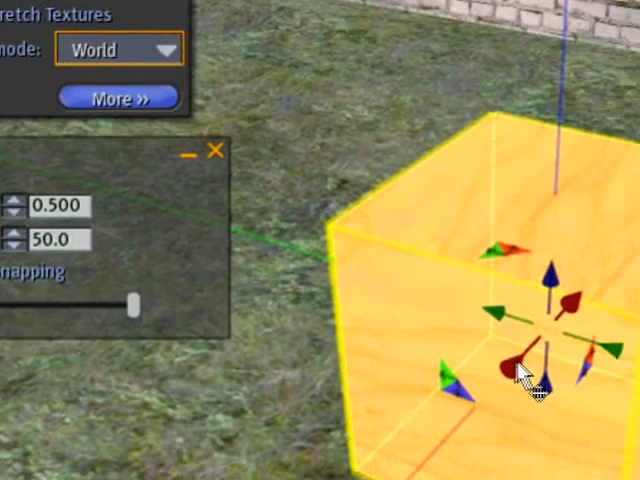 retch Textures
mode: World
More »
0.500
50.0
napping